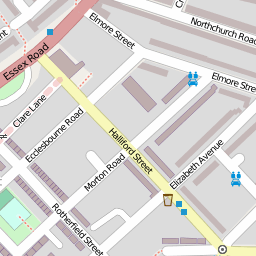 Elmore Street
Northchurch Road
Essex Road
Elmore Stre
Clare Lane
Halliford Street
Ecclesbourne Road
Morton Road
Elizabeth Avenue
Rotherfield Street